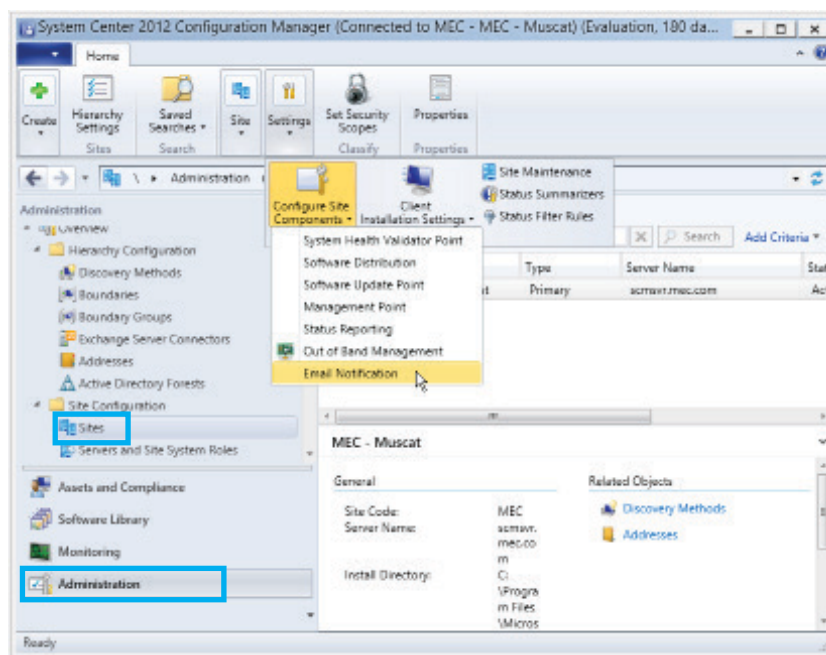 System Center 2012 Configuration Manager (Connected to MEC - MEC - Muscat) (Evaluation, 180 da...
Home
Create
Hierarchy Settings
Saved Searches
Site
Settings
Set Security Scopes
Properties
Sites
Search
Classify
Properties
\ Administration
Configure Site Components
Client Installation Settings
Site Maintenance
Status Summarizers
Status Filter Rules
System Health Validator Point
Software Distribution
Software Update Point
Management Point
Status Reporting
Out of Band Management
Email Notification
Search
Add Criteria
Type
Server Name
Stat
Primary
scmsvr.mec.com
Act
Administration
Overview
Hierarchy Configuration
Discovery Methods
Boundaries
Boundary Groups
Exchange Server Connectors
Addresses
Active Directory Forests
Site Configuration
Sites
Servers and Site System Roles
Assets and Compliance
Software Library
Monitoring
Administration
MEC - Muscat
General
Site Code: MEC
Server Name: scmsvr.
mec.co
m
Install Directory: C:
\Progra
m Files
\Micros
Related Objects
Discovery Methods
Addresses
Ready